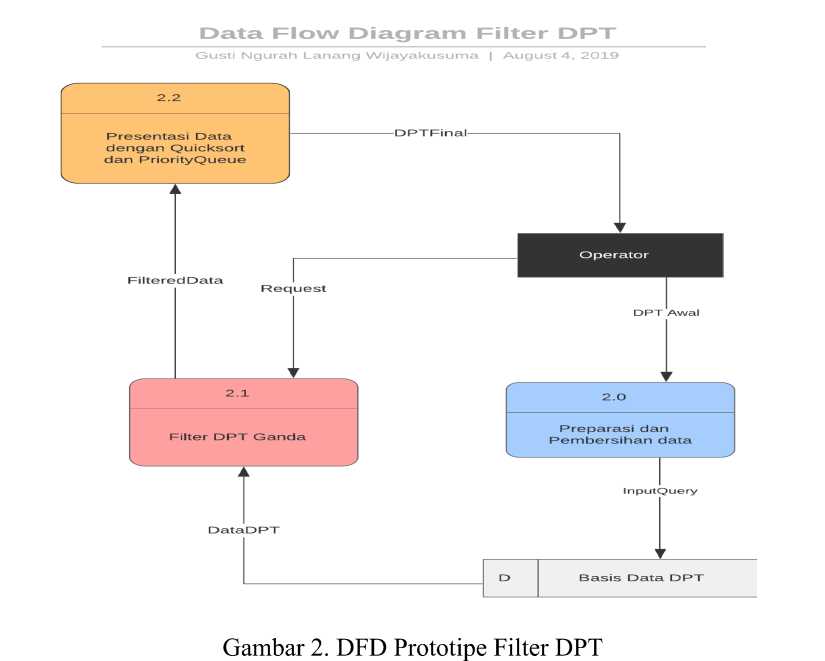 Data Flow Diagram Filter DPT
Gusti Ngurah Lanang Wijayakusuma | August 4, 2019
2.2
Presentasi Data
dengan Quicksort
dan PriorityQueue
DPTFinal
Operator
FilteredData
Request
DPT Awal
2.1
Filter DPT Ganda
2.0
Preparasi dan
Pembersihan data
InputQuery
DataDPT
D
Basis Data DPT
Gambar 2. DFD Prototipe Filter DPT